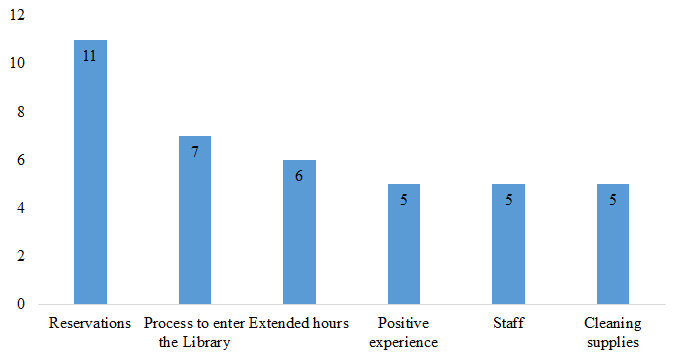 12
10
8
6
4
2
0
11
7
6
5
5
5
Reservations
Process to enter
the Library
Extended hours
Positive
experience
Staff
Cleaning
supplies